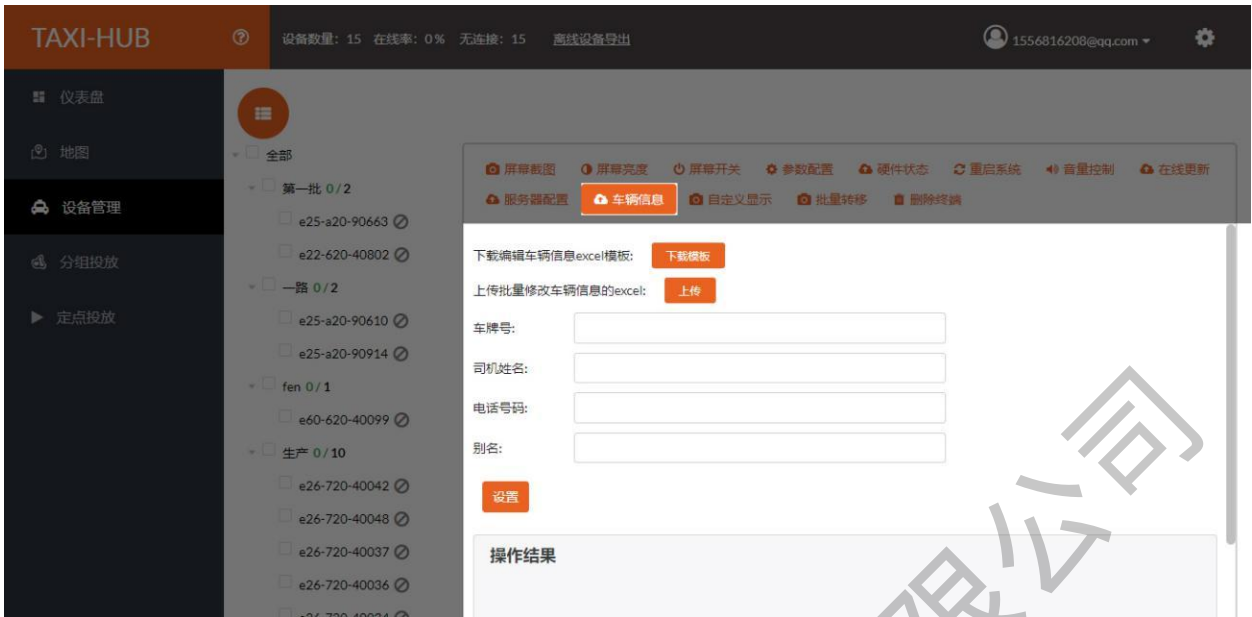 TAXI-HUB
设备数量: 15 在线率: 0% 无连接: 15 离线设备导出
1556816208@qq.com
仪表盘
地图
设备管理
分组投放
定点投放
全部
第一批 0/2
e25-a20-90663
e22-620-40802
一路 0/2
e25-a20-90610
e25-a20-90914
fen 0/1
e60-620-40099
生产 0/10
e26-720-40042
e26-720-40048
e26-720-40037
e26-720-40036
屏幕截图 屏幕亮度 屏幕开关 参数配置 硬件状态 重启系统 音量控制 在线更新
服务器配置 车辆信息 自定义显示 批量转移 删除终端
下载编辑车辆信息excel模板: 下载模板
上传批量修改车辆信息的excel: 上传
车牌号:
司机姓名:
电话号码:
别名:
设置
操作结果
限公司